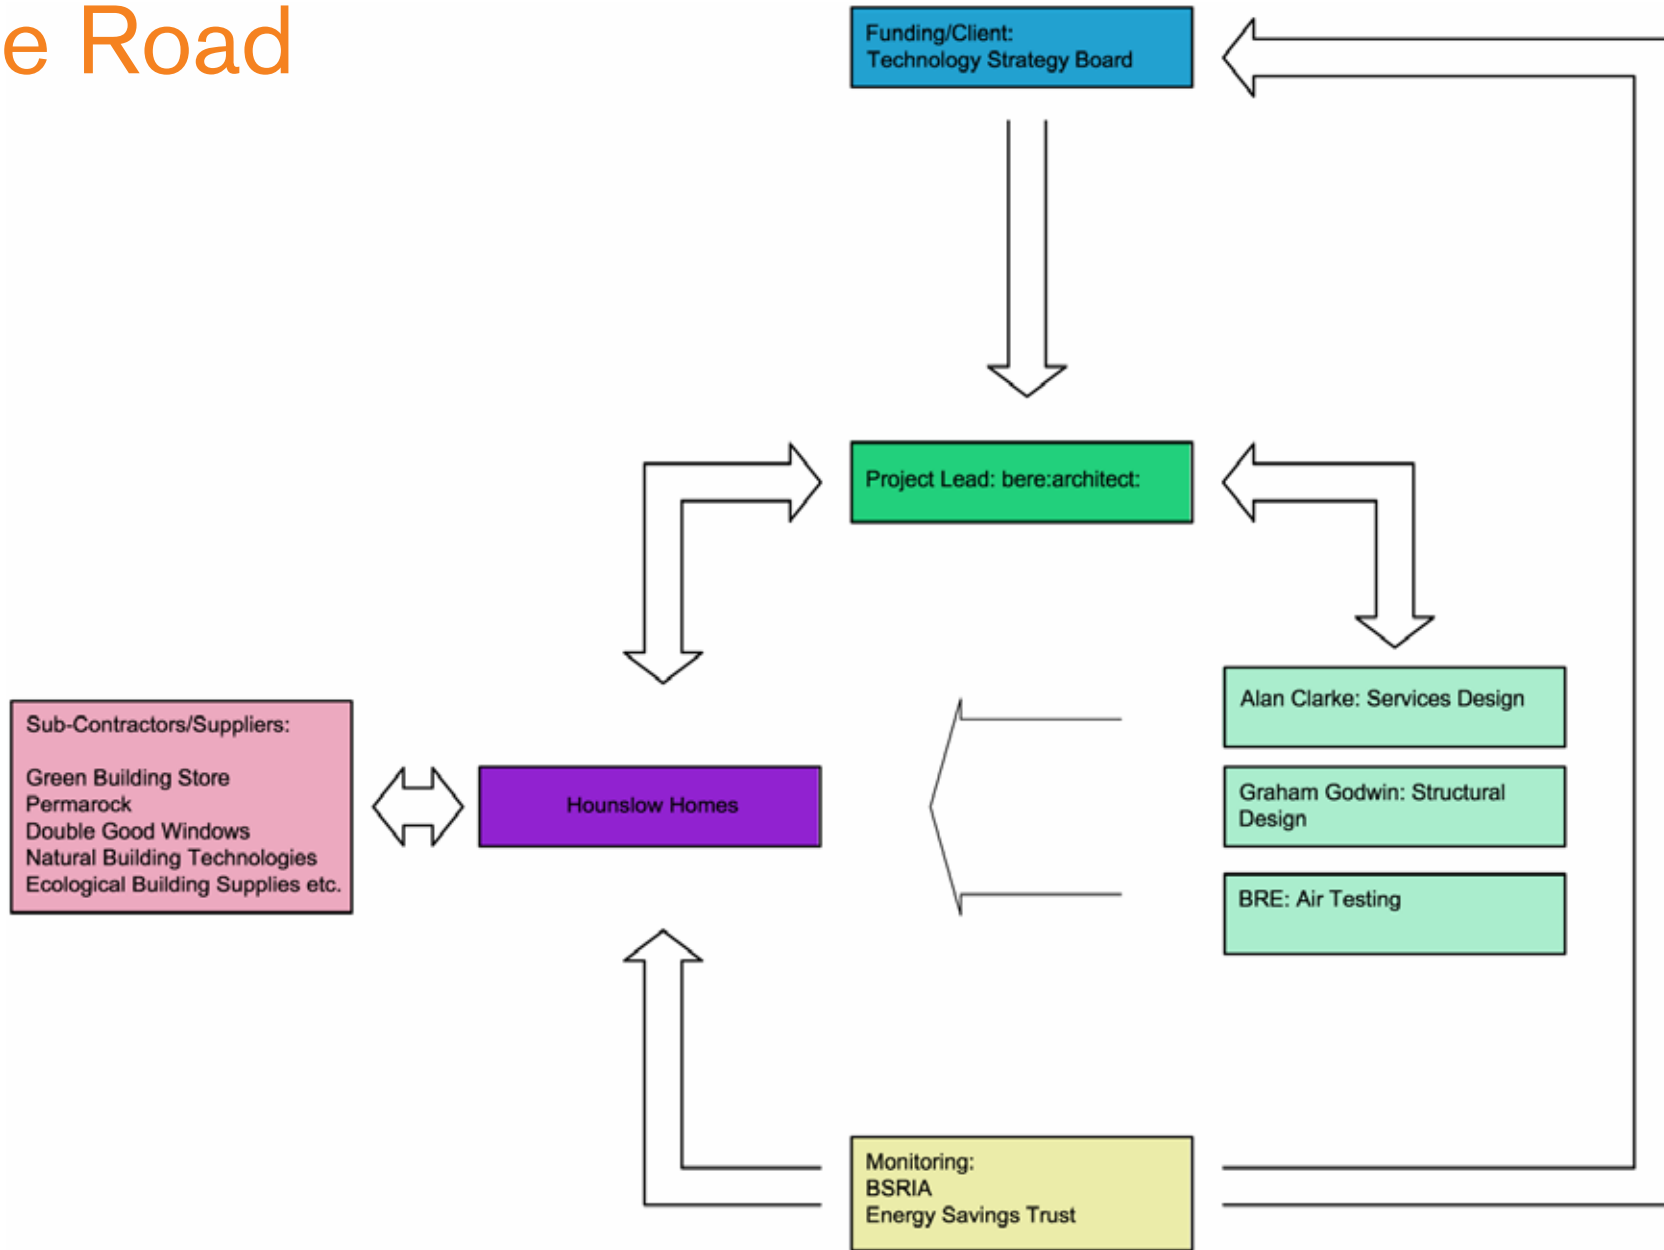 e Road
Funding/Client:
Technology Strategy Board
Project Lead: bere:architect:
Alan Clarke: Services Design
Graham Godwin: Structural
Design
BRE: Air Testing
Sub-Contractors/Suppliers:
Green Building Store
Permarock
Double Good Windows
Natural Building Technologies
Ecological Building Supplies etc.
Hounslow Homes
Monitoring:
BSRIA
Energy Savings Trust